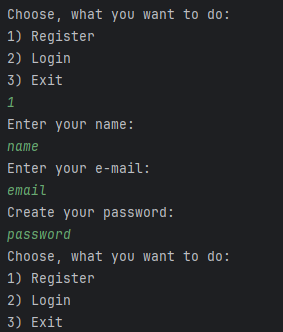 Choose, what you want to do:
1) Register
2) Login
3) Exit
1
Enter your name:
name
Enter your e-mail:
email
Create your password:
password
Choose, what you want to do:
1) Register
2) Login
3) Exit